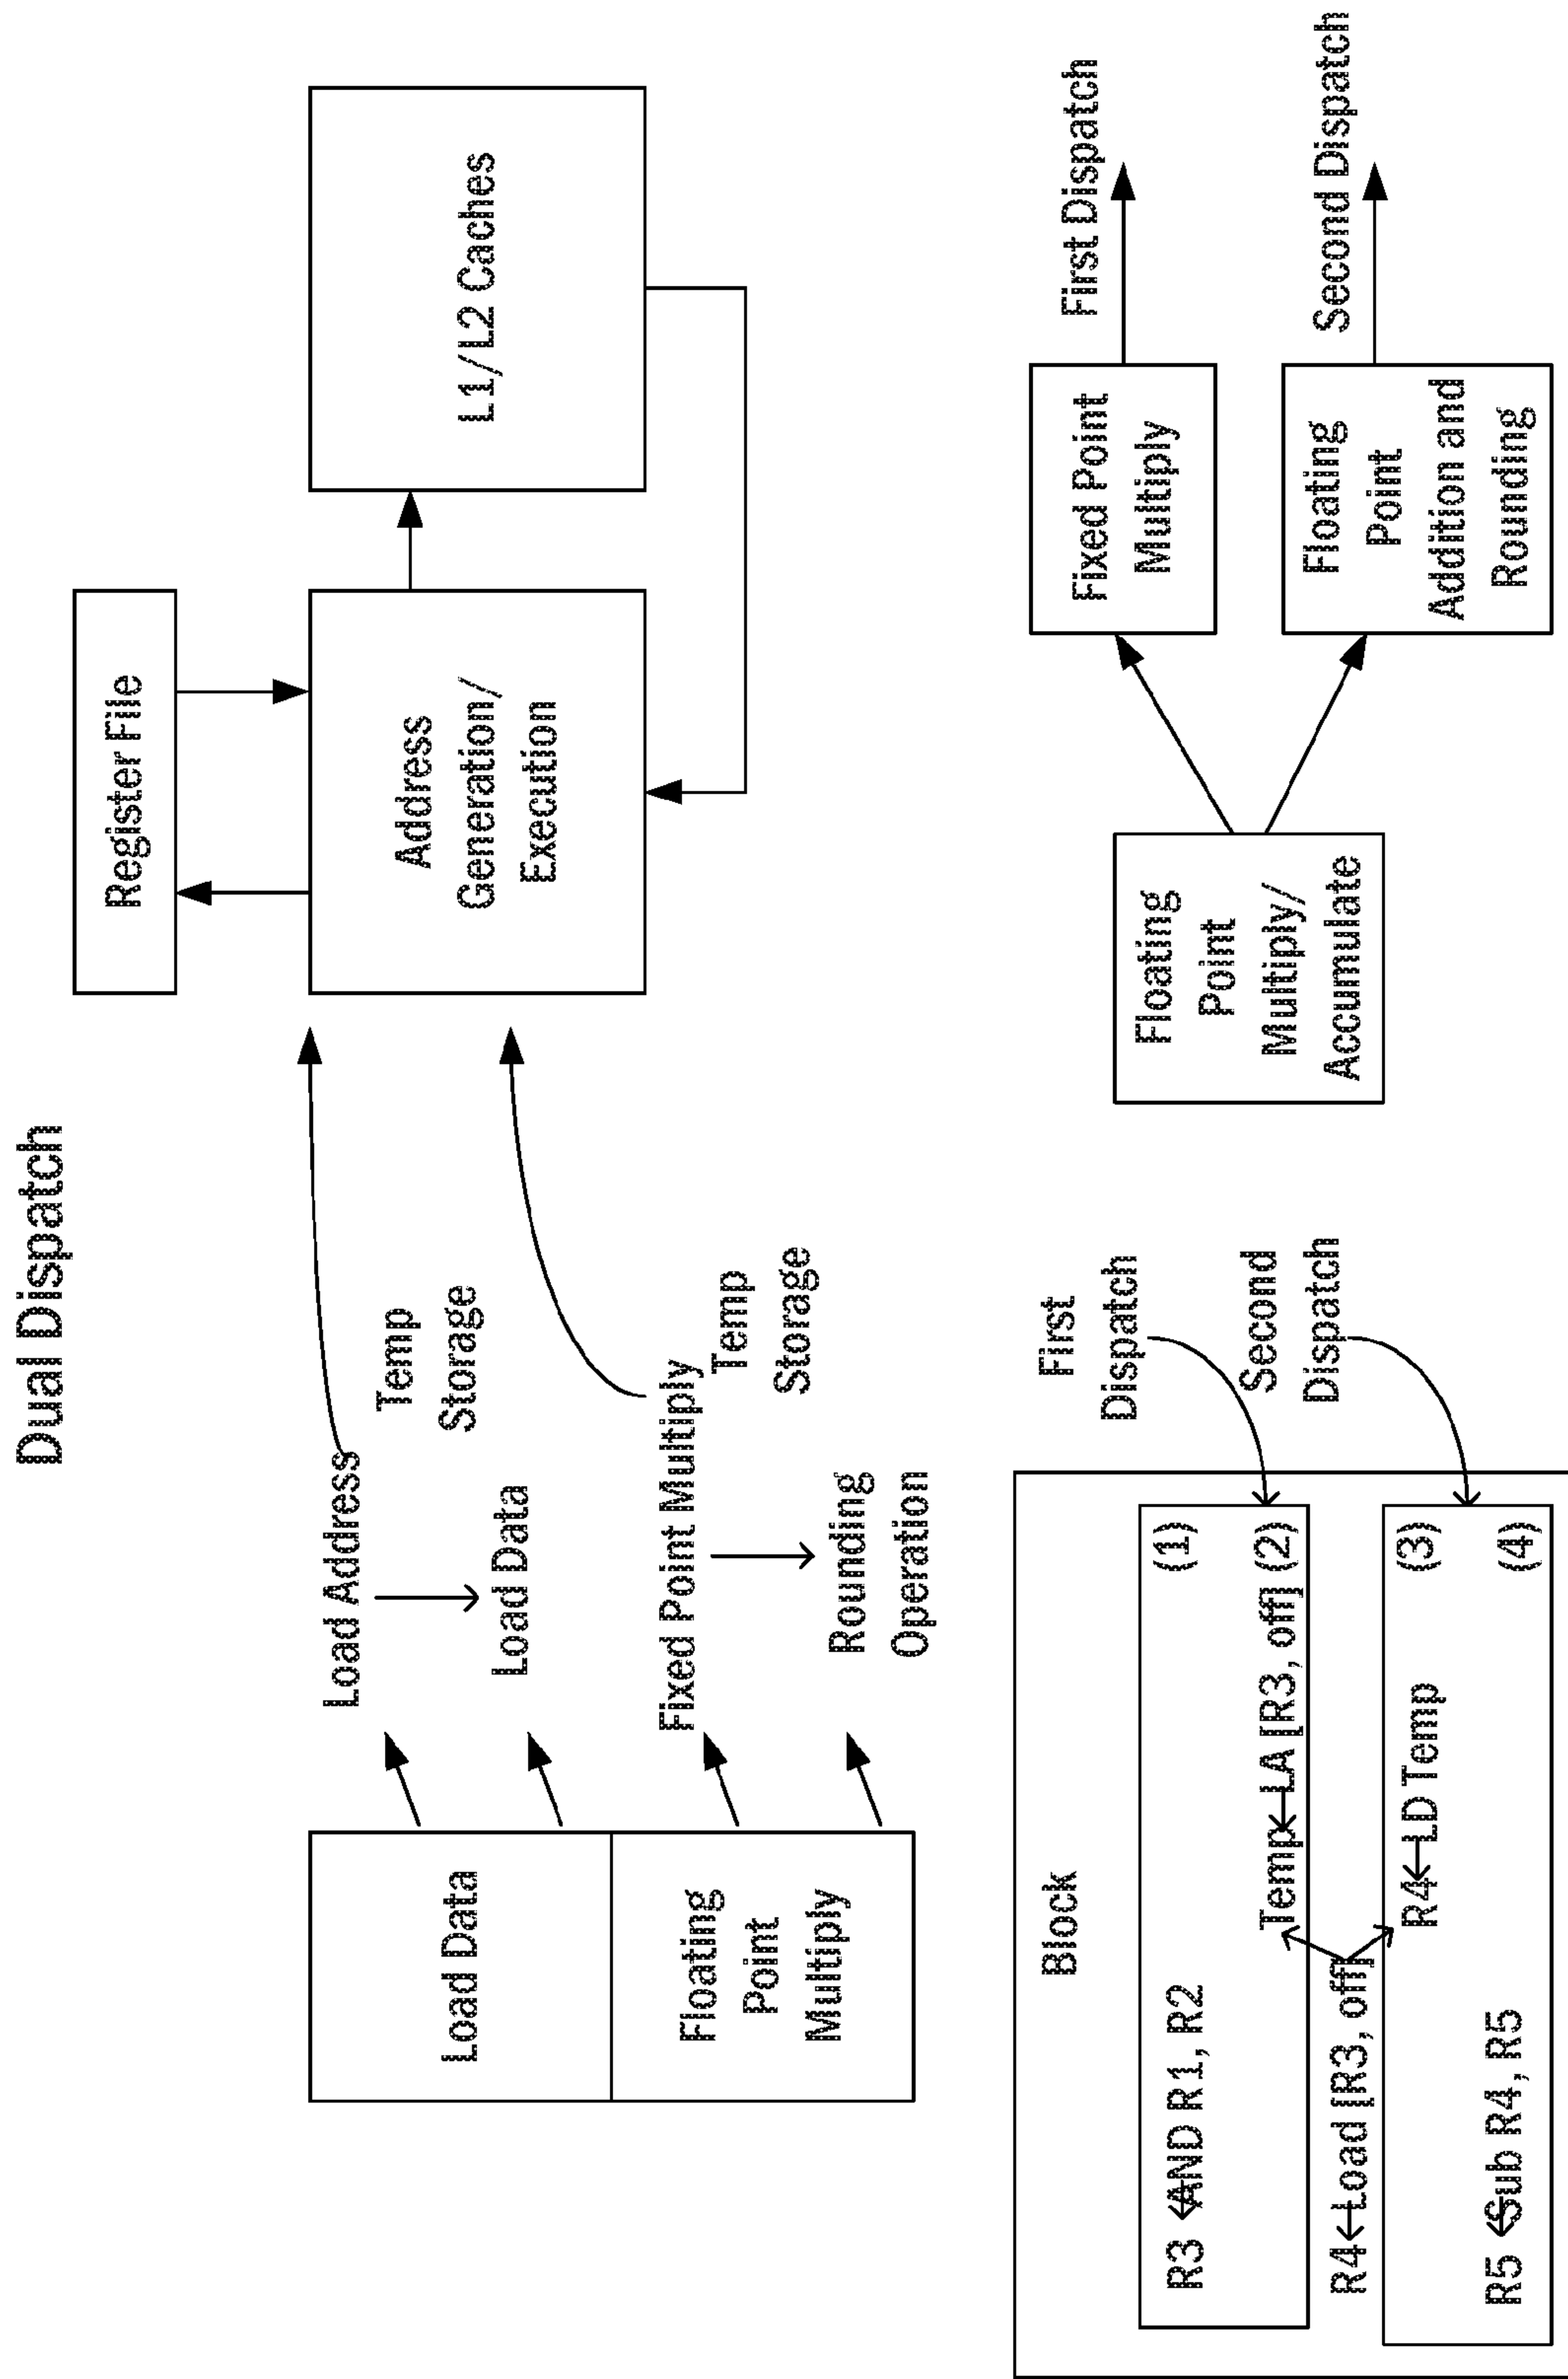 Dual Dispatch
Register File
Address
Generation/
Execution
L1/L2 Caches
Load Data
Floating
Point
Multiply
Load Address
Temp
Storage
Load Data
Fixed Point Multiply
Temp
Storage
Rounding
Operation
Block
R3 ← AND R1, R2 (1)
Temp ← LA [R3, off] (2)
R4 ← Load [R3, off]
R4 ← LD Temp (3)
R5 ← Sub R4, R5 (4)
First
Dispatch
Second
Dispatch
Floating
Point
Multiply/
Accumulate
Fixed Point
Multiply
First Dispatch
Floating
Point
Addition and
Rounding
Second Dispatch